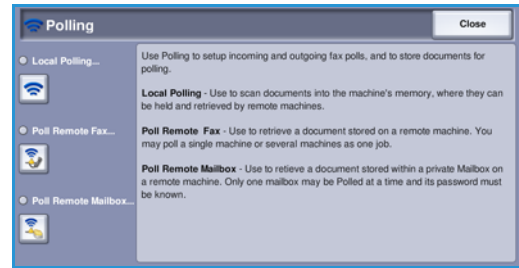 Polling
Close
Local Polling...
Poll Remote Fax...
Poll Remote Mailbox...
Use Polling to setup incoming and outgoing fax polls, and to store documents for
polling.
Local Polling - Use to scan documents into the machine's memory, where they can
be held and retrieved by remote machines.
Poll Remote Fax - Use to retrieve a document stored on a remote machine. You
may poll a single machine or several machines as one job.
Poll Remote Mailbox - Use to retieve a document stored within a private Mailbox on
a remote machine. Only one mailbox may be Polled at a time and its password must
be known.